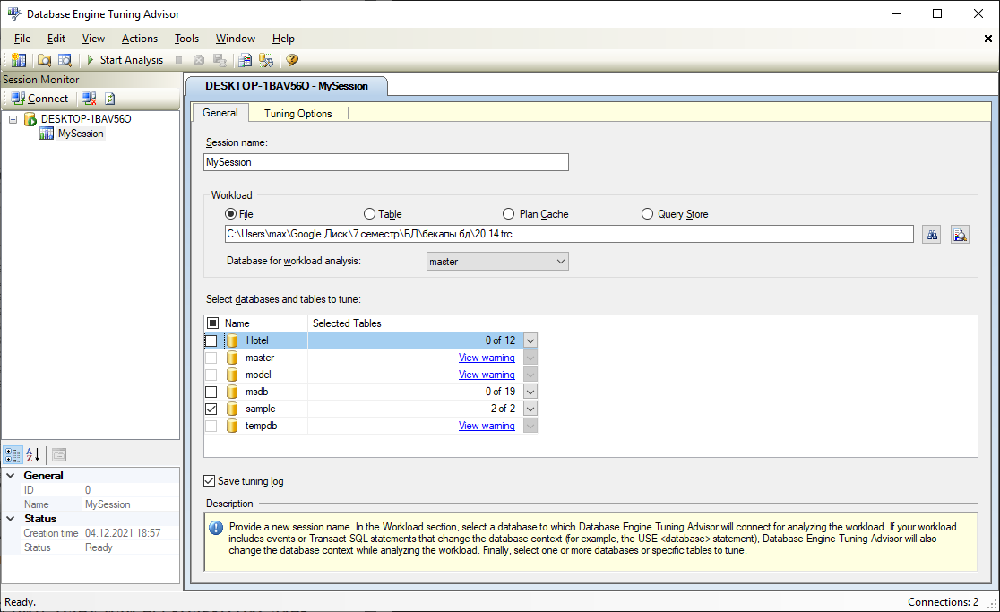 Database Engine Tuning Advisor
File Edit View Actions Tools Window Help
Start Analysis
Session Monitor
Connect
DESKTOP-1BAV56O
MySession
DESKTOP-1BAV56O - MySession
General Tuning Options
Session name:
MySession
Workload
File Table Plan Cache Query Store
C:\Users\max\Google Диск\7 семестр\БД\бекапы бд\20.14.trc
Database for workload analysis: master
Select databases and tables to tune:
Name Selected Tables
Hotel 0 of 12
master View warning
model View warning
msdb 0 of 19
sample 2 of 2
tempdb View warning
Save tuning log
Description
Provide a new session name. In the Workload section, select a database to which Database Engine Tuning Advisor will connect for analyzing the workload. If your workload
includes events or Transact-SQL statements that change the database context (for example, the USE <database> statement), Database Engine Tuning Advisor will also
change the database context while analyzing the workload. Finally, select one or more databases or specific tables to tune.
General
ID 0
Name MySession
Status
Creation time 04.12.2021 18:57
Status Ready
Ready.
Connections: 2